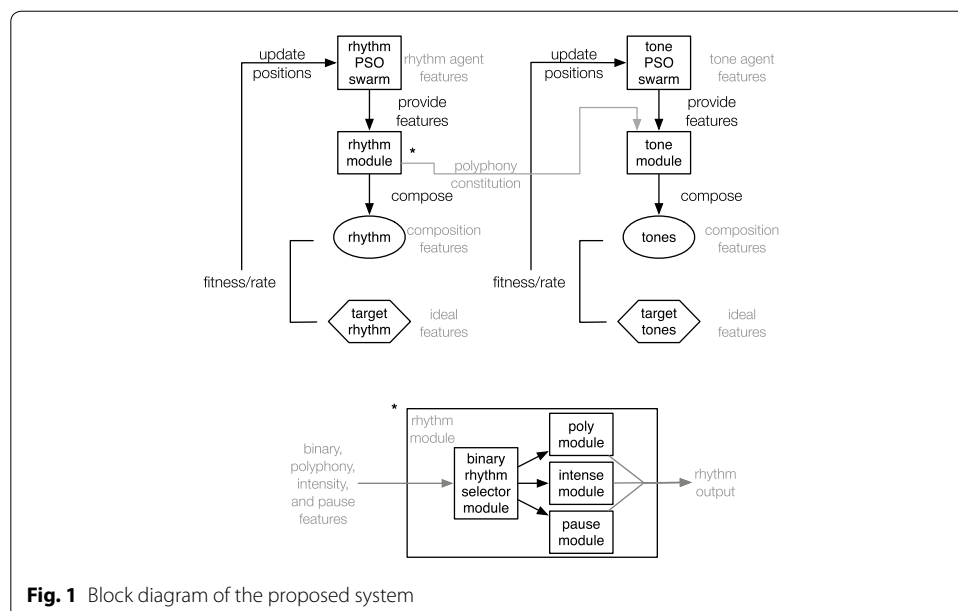 update
positions
rhythm
PSO
swarm
rhythm agent
features
provide
features
rhythm
module
*
polyphony
constitution
compose
rhythm
composition
features
fitness/rate
target
rhythm
ideal
features
update
positions
tone
PSO
swarm
tone agent
features
provide
features
tone
module
compose
tones
composition
features
fitness/rate
target
tones
ideal
features
*
rhythm
module
binary,
polyphony,
intensity,
and pause
features
binary
rhythm
selector
module
poly
module
intense
module
pause
module
rhythm
output
Fig. 1 Block diagram of the proposed system